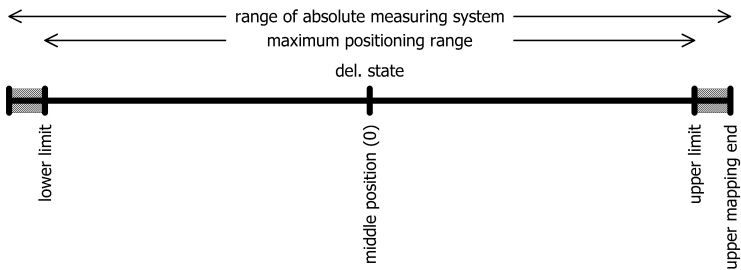 range of absolute measuring system
maximum positioning range
del. state
lower limit
middle position (0)
upper limit
upper mapping end